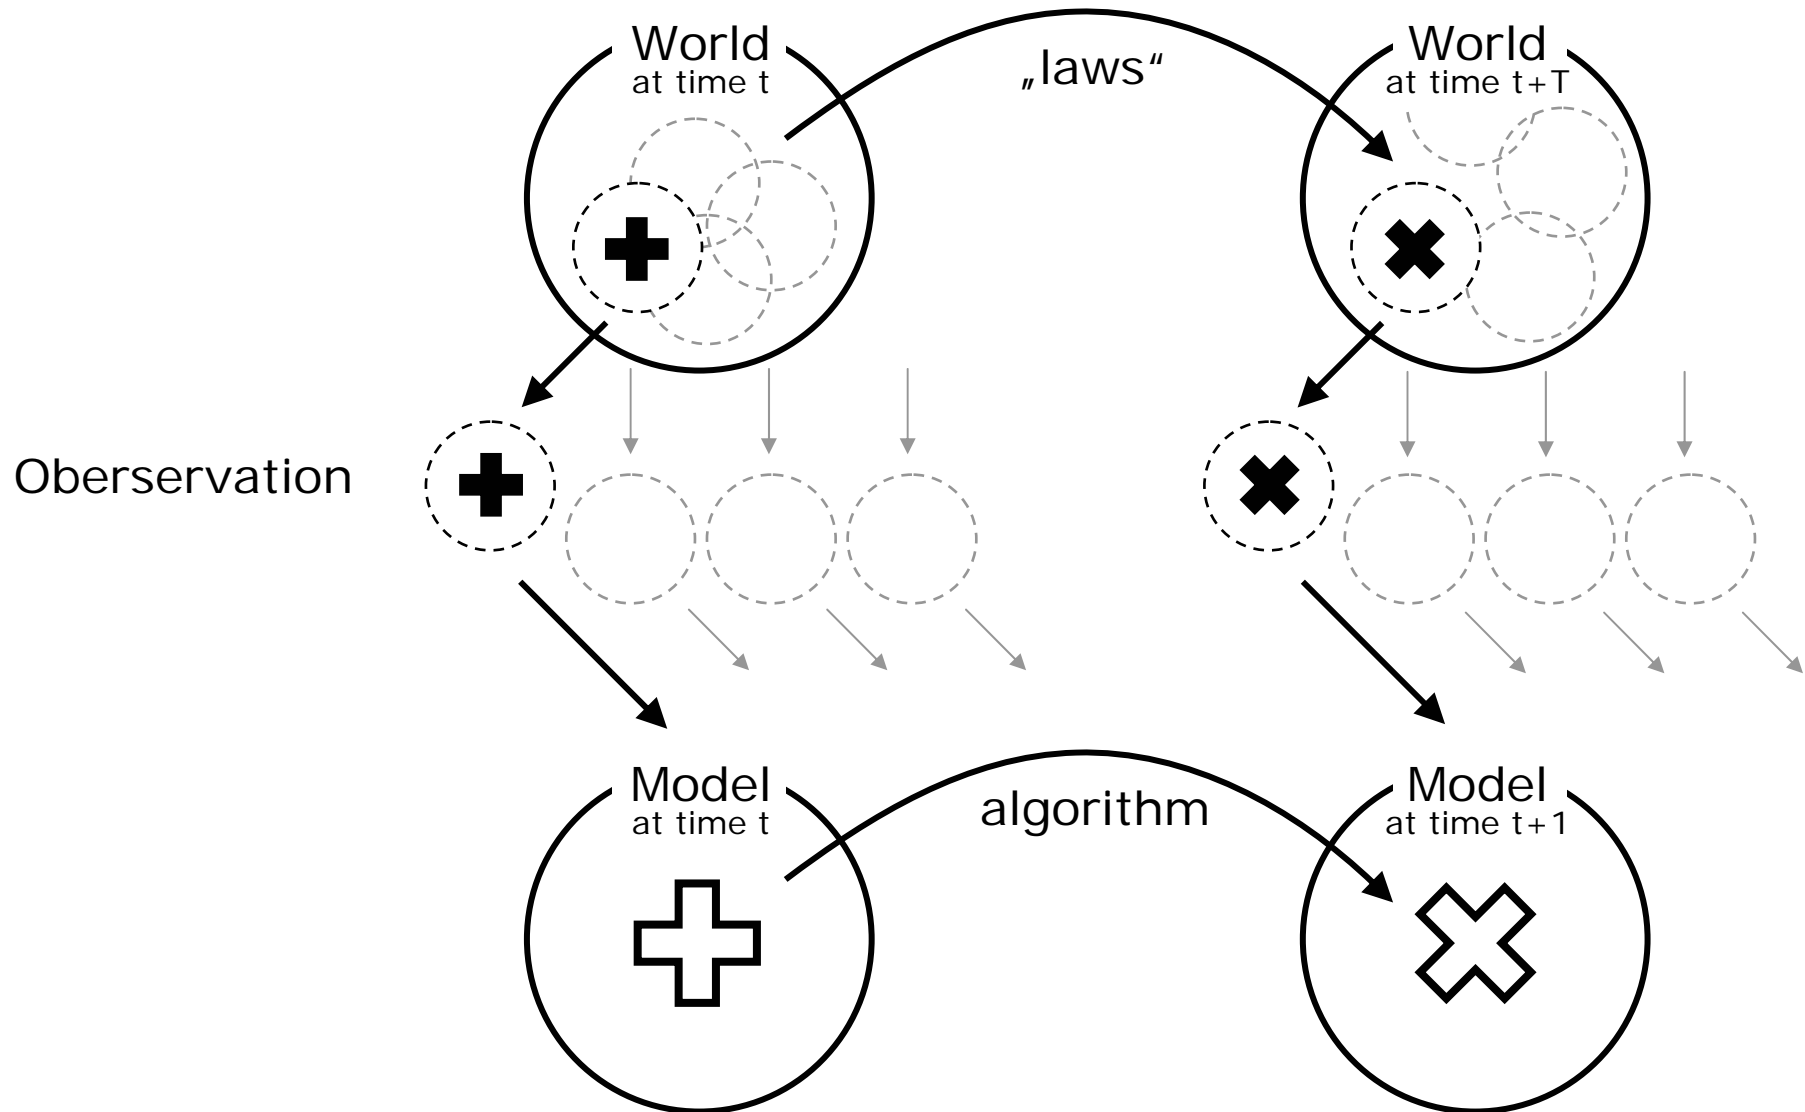 World
at time t
„laws“
World
at time t+T
Oberservation
Model
at time t
algorithm
Model
at time t+1